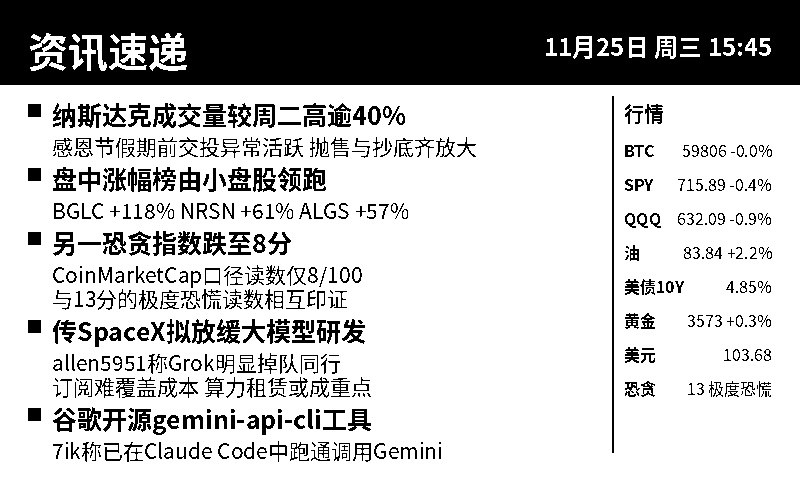 资讯速递
11月25日 周三 15:45
纳斯达克成交量较周二高逾40%
感恩节假期前交投异常活跃 抛售与抄底齐放大
盘中涨幅榜由小盘股领跑
BGLC +118% NRSN +61% ALGS +57%
另一恐贪指数跌至8分
CoinMarketCap口径读数仅8/100
与13分的极度恐慌读数相互印证
传SpaceX拟放缓大模型研发
allen5951称Grok明显掉队同行
订阅难覆盖成本 算力租赁或成重点
谷歌开源gemini-api-cli工具
7ik称已在Claude Code中跑通调用Gemini
行情
BTC 59806 -0.0%
SPY 715.89 -0.4%
QQQ 632.09 -0.9%
油 83.84 +2.2%
美债10Y 4.85%
黄金 3573 +0.3%
美元 103.68
恐贪 13 极度恐慌